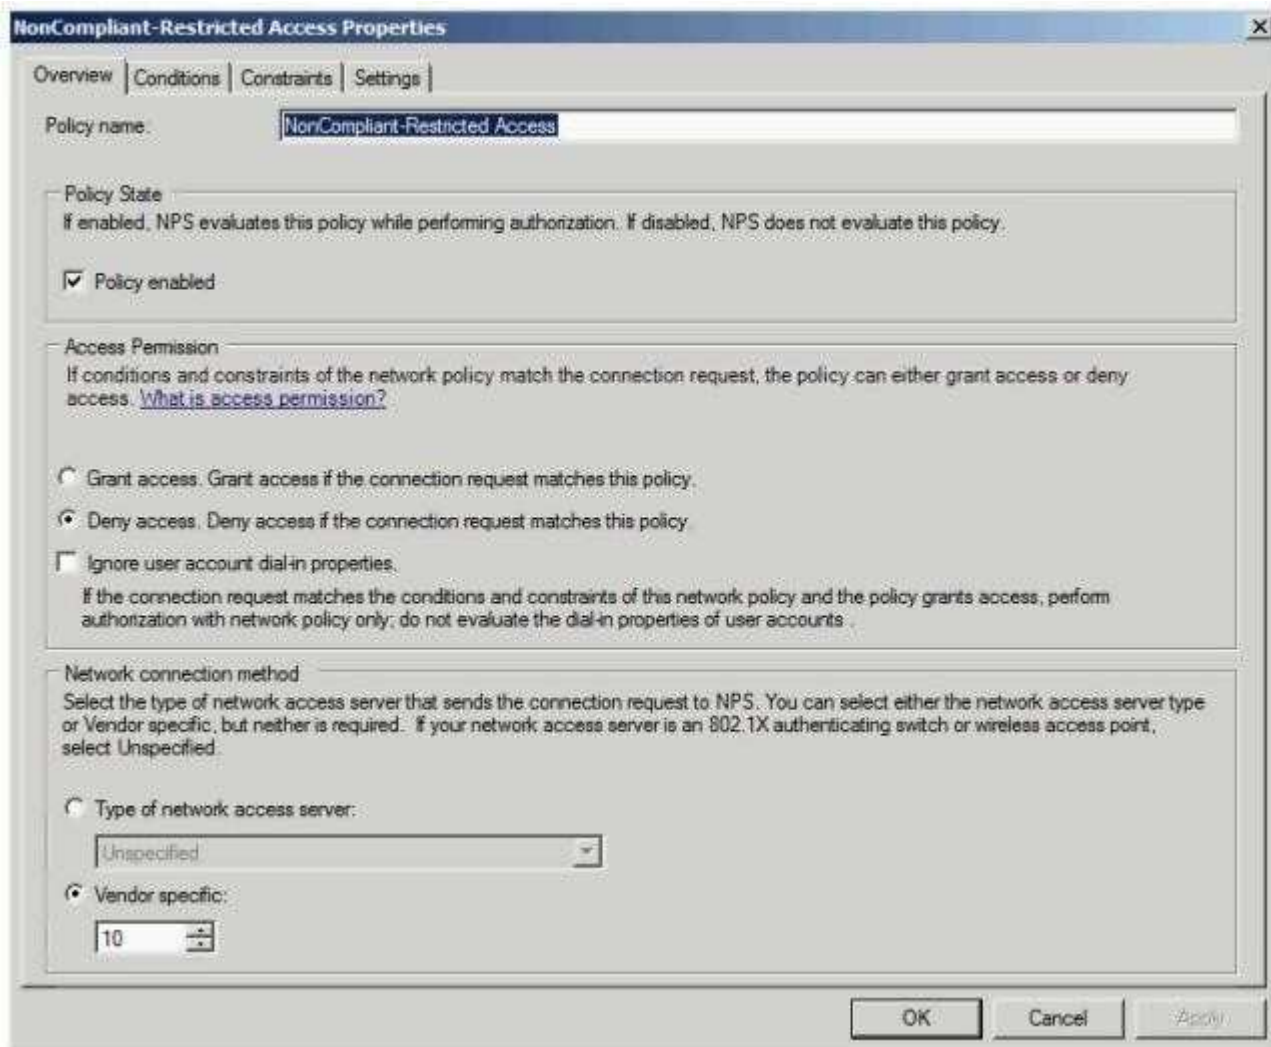 NonCompliant-Restricted Access Properties
Overview
Conditions
Constraints
Settings
Policy name:
NonCompliant-Restricted Access
Policy State
If enabled, NPS evaluates this policy while performing authorization. If disabled, NPS does not evaluate this policy.
Policy enabled
Access Permission
If conditions and constraints of the network policy match the connection request, the policy can either grant access or deny
access. What is access permission?
Grant access. Grant access if the connection request matches this policy.
Deny access. Deny access if the connection request matches this policy.
Ignore user account dial-in properties.
If the connection request matches the conditions and constraints of this network policy and the policy grants access, perform
authorization with network policy only; do not evaluate the dial-in properties of user accounts .
Network connection method
Select the type of network access server that sends the connection request to NPS. You can select either the network access server type
or Vendor specific, but neither is required. If your network access server is an 802.1X authenticating switch or wireless access point,
select Unspecified.
Type of network access server:
Unspecified
Vendor specific:
10
OK
Cancel
Apply